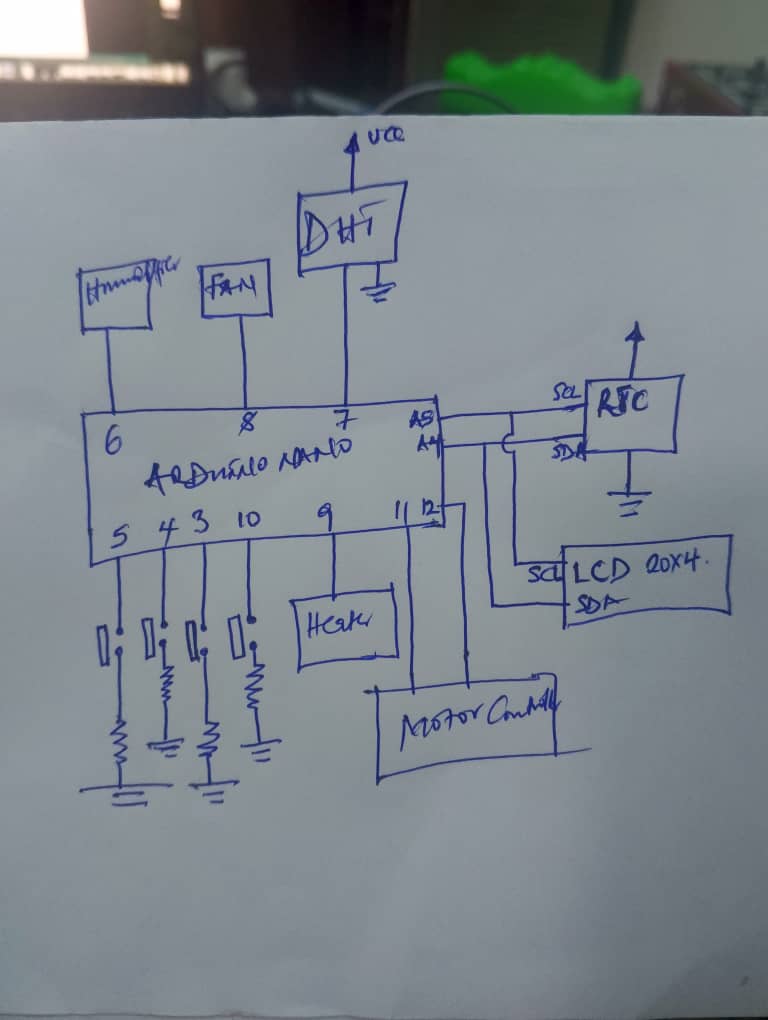 VCC
DHT
FAN
6
8
7
A5
A4
ARDUINO NANO
SCL
RTC
SDA
5
4
3
10
9
11
12
SCL
LCD 20X4.
SDA
Heater
Motor Controller